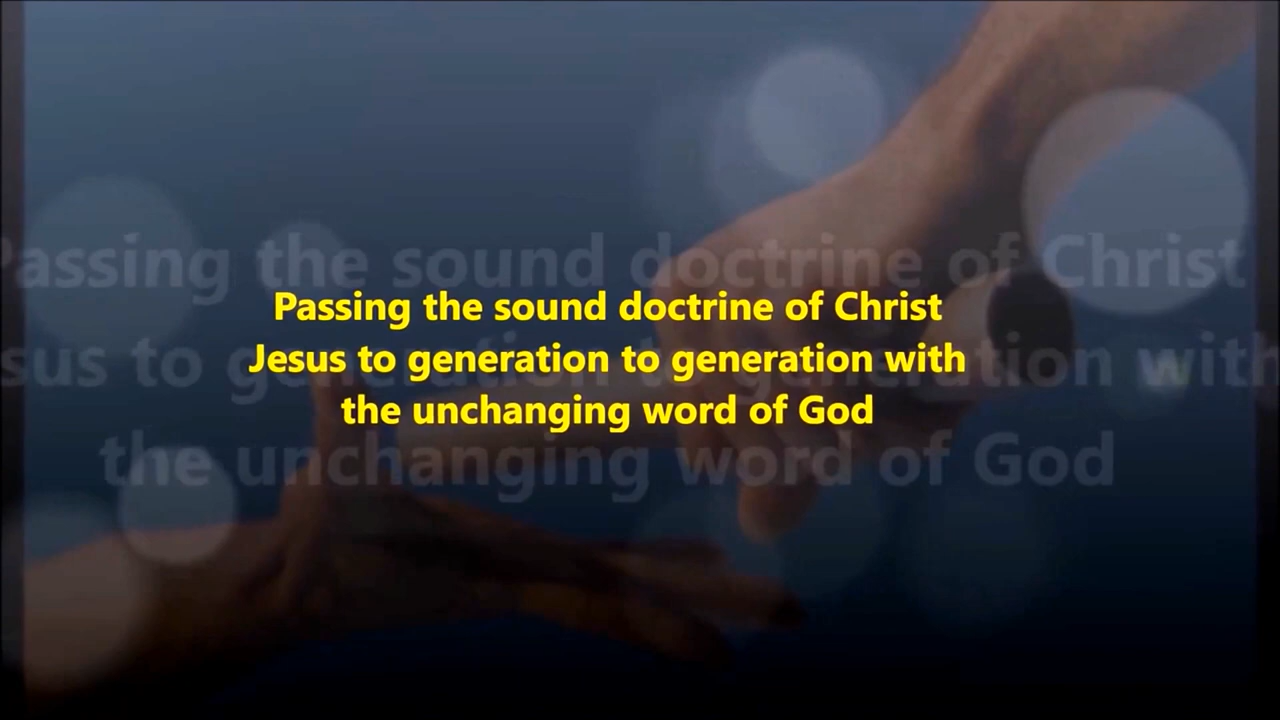 Passing the sound doctrine of Christ
Jesus to generation to generation with
the unchanging word of God